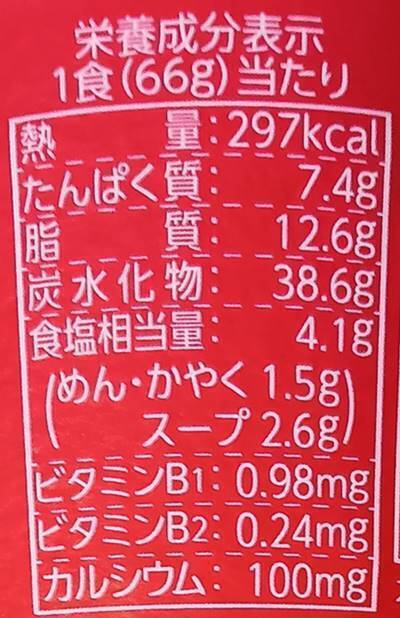 栄養成分表示
1食(66g)当たり
熱量:297kcal
たんぱく質:7.4g
脂質:12.6g
炭水化物:38.6g
食塩相当量:4.1g
(めん・かやく 1.5g
スープ 2.6g)
ビタミンB1:0.98mg
ビタミンB2:0.24mg
カルシウム:100mg